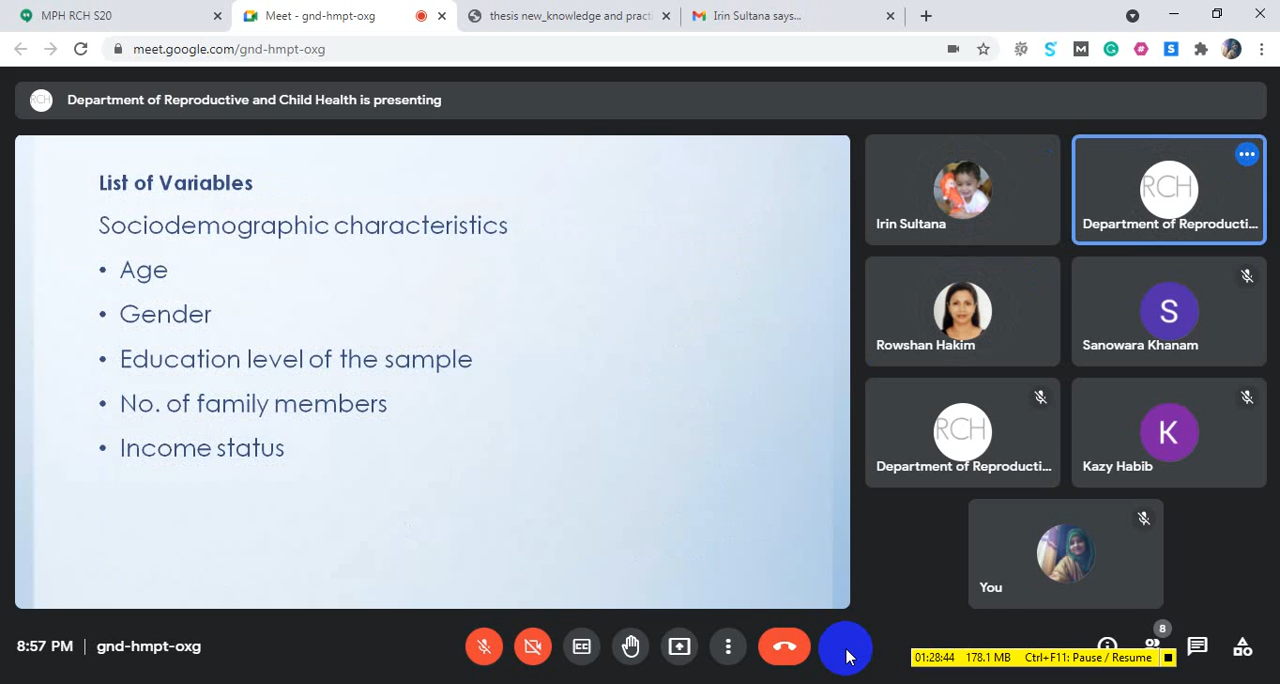 MPH RCH S20
Meet - gnd-hmpt-oxg
thesis new_knowledge and practi
Irin Sultana says...
meet.google.com/gnd-hmpt-oxg
RCH
Department of Reproductive and Child Health is presenting
List of Variables
Sociodemographic characteristics
• Age
• Gender
• Education level of the sample
• No. of family members
• Income status
Irin Sultana
RCH
Department of Reproducti...
Rowshan Hakim
S
Sanowara Khanam
RCH
Department of Reproducti...
K
Kazy Habib
You
8:57 PM | gnd-hmpt-oxg
CC
8
01:28:44 178.1 MB Ctrl+F11: Pause / Resume